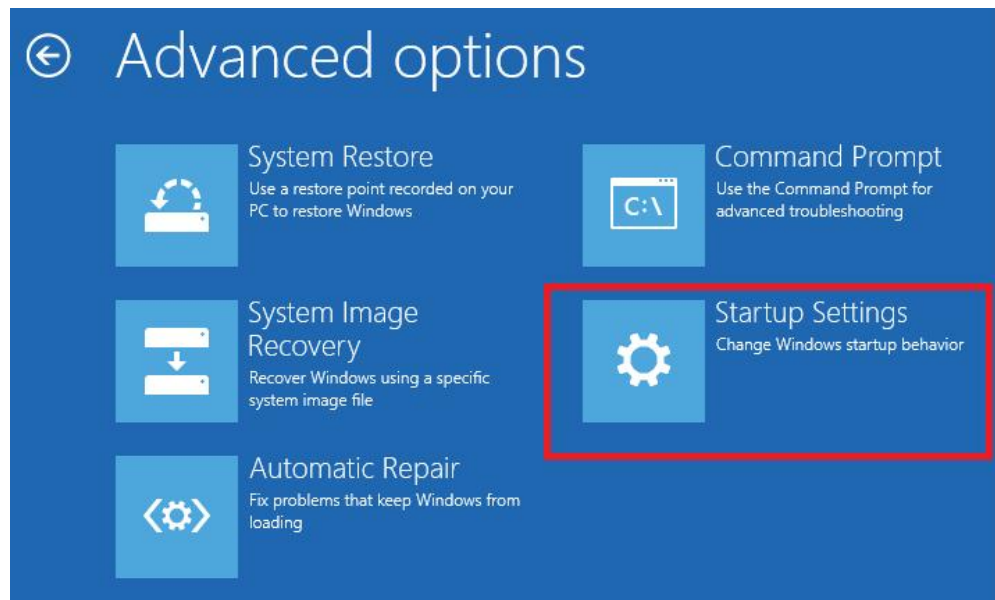 Advanced options
System Restore
Use a restore point recorded on your
PC to restore Windows
System Image
Recovery
Recover Windows using a specific
system image file
Automatic Repair
Fix problems that keep Windows from
loading
Command Prompt
Use the Command Prompt for
advanced troubleshooting
C:\
Startup Settings
Change Windows startup behavior